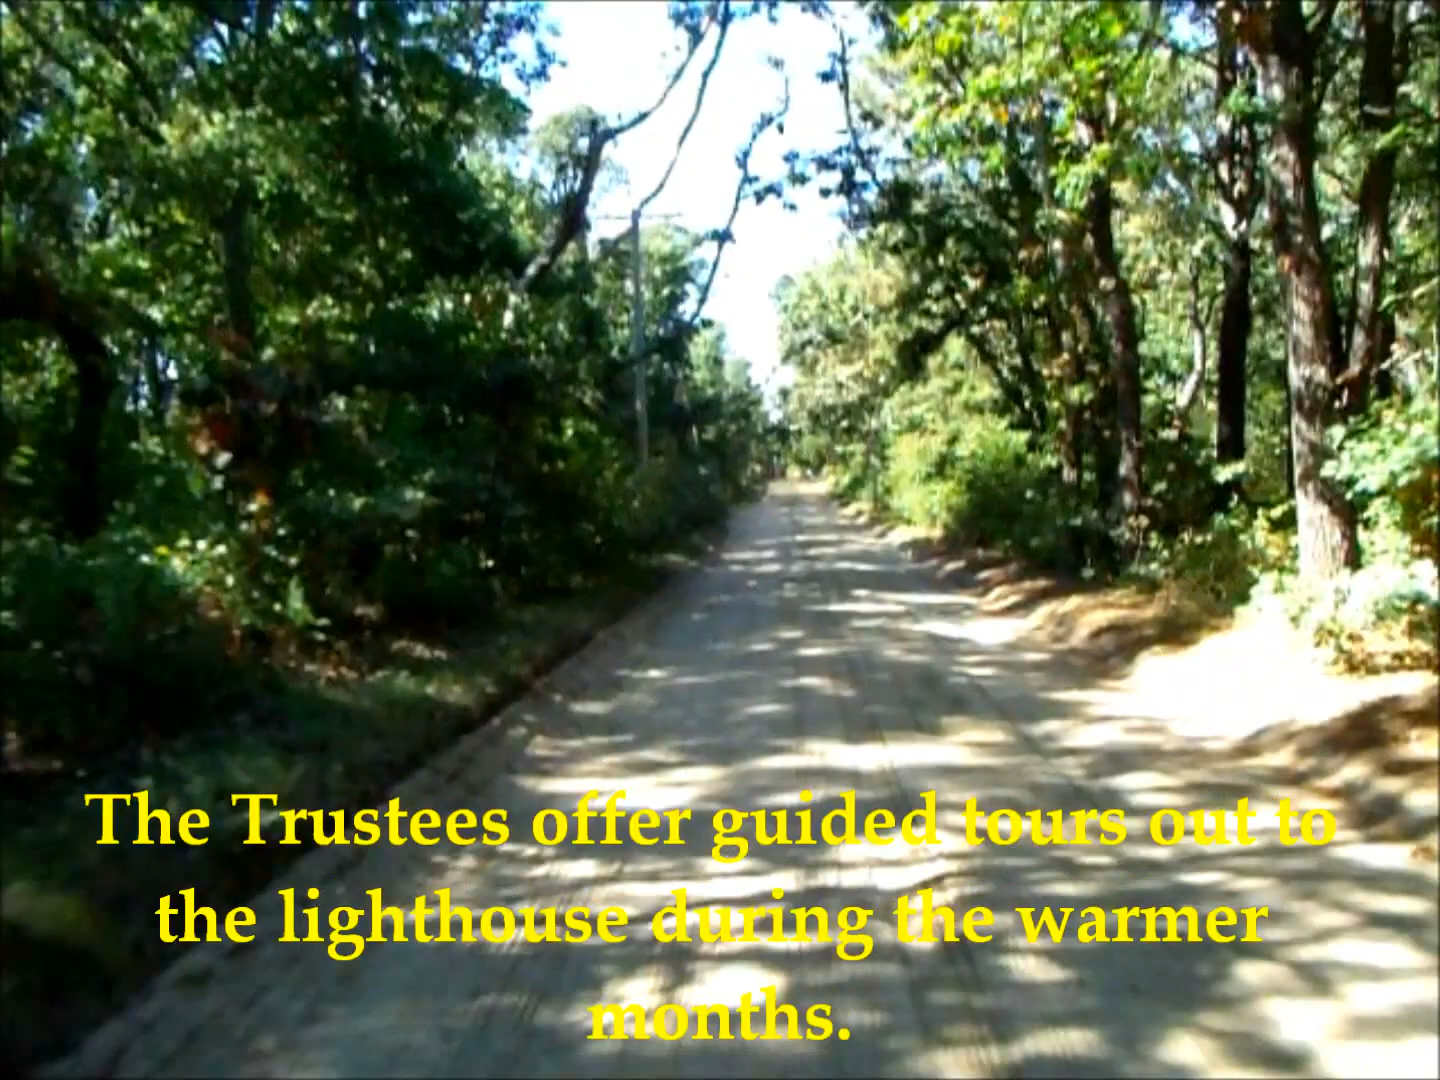 The Trustees offer guided tours out to
the lighthouse during the warmer
months.